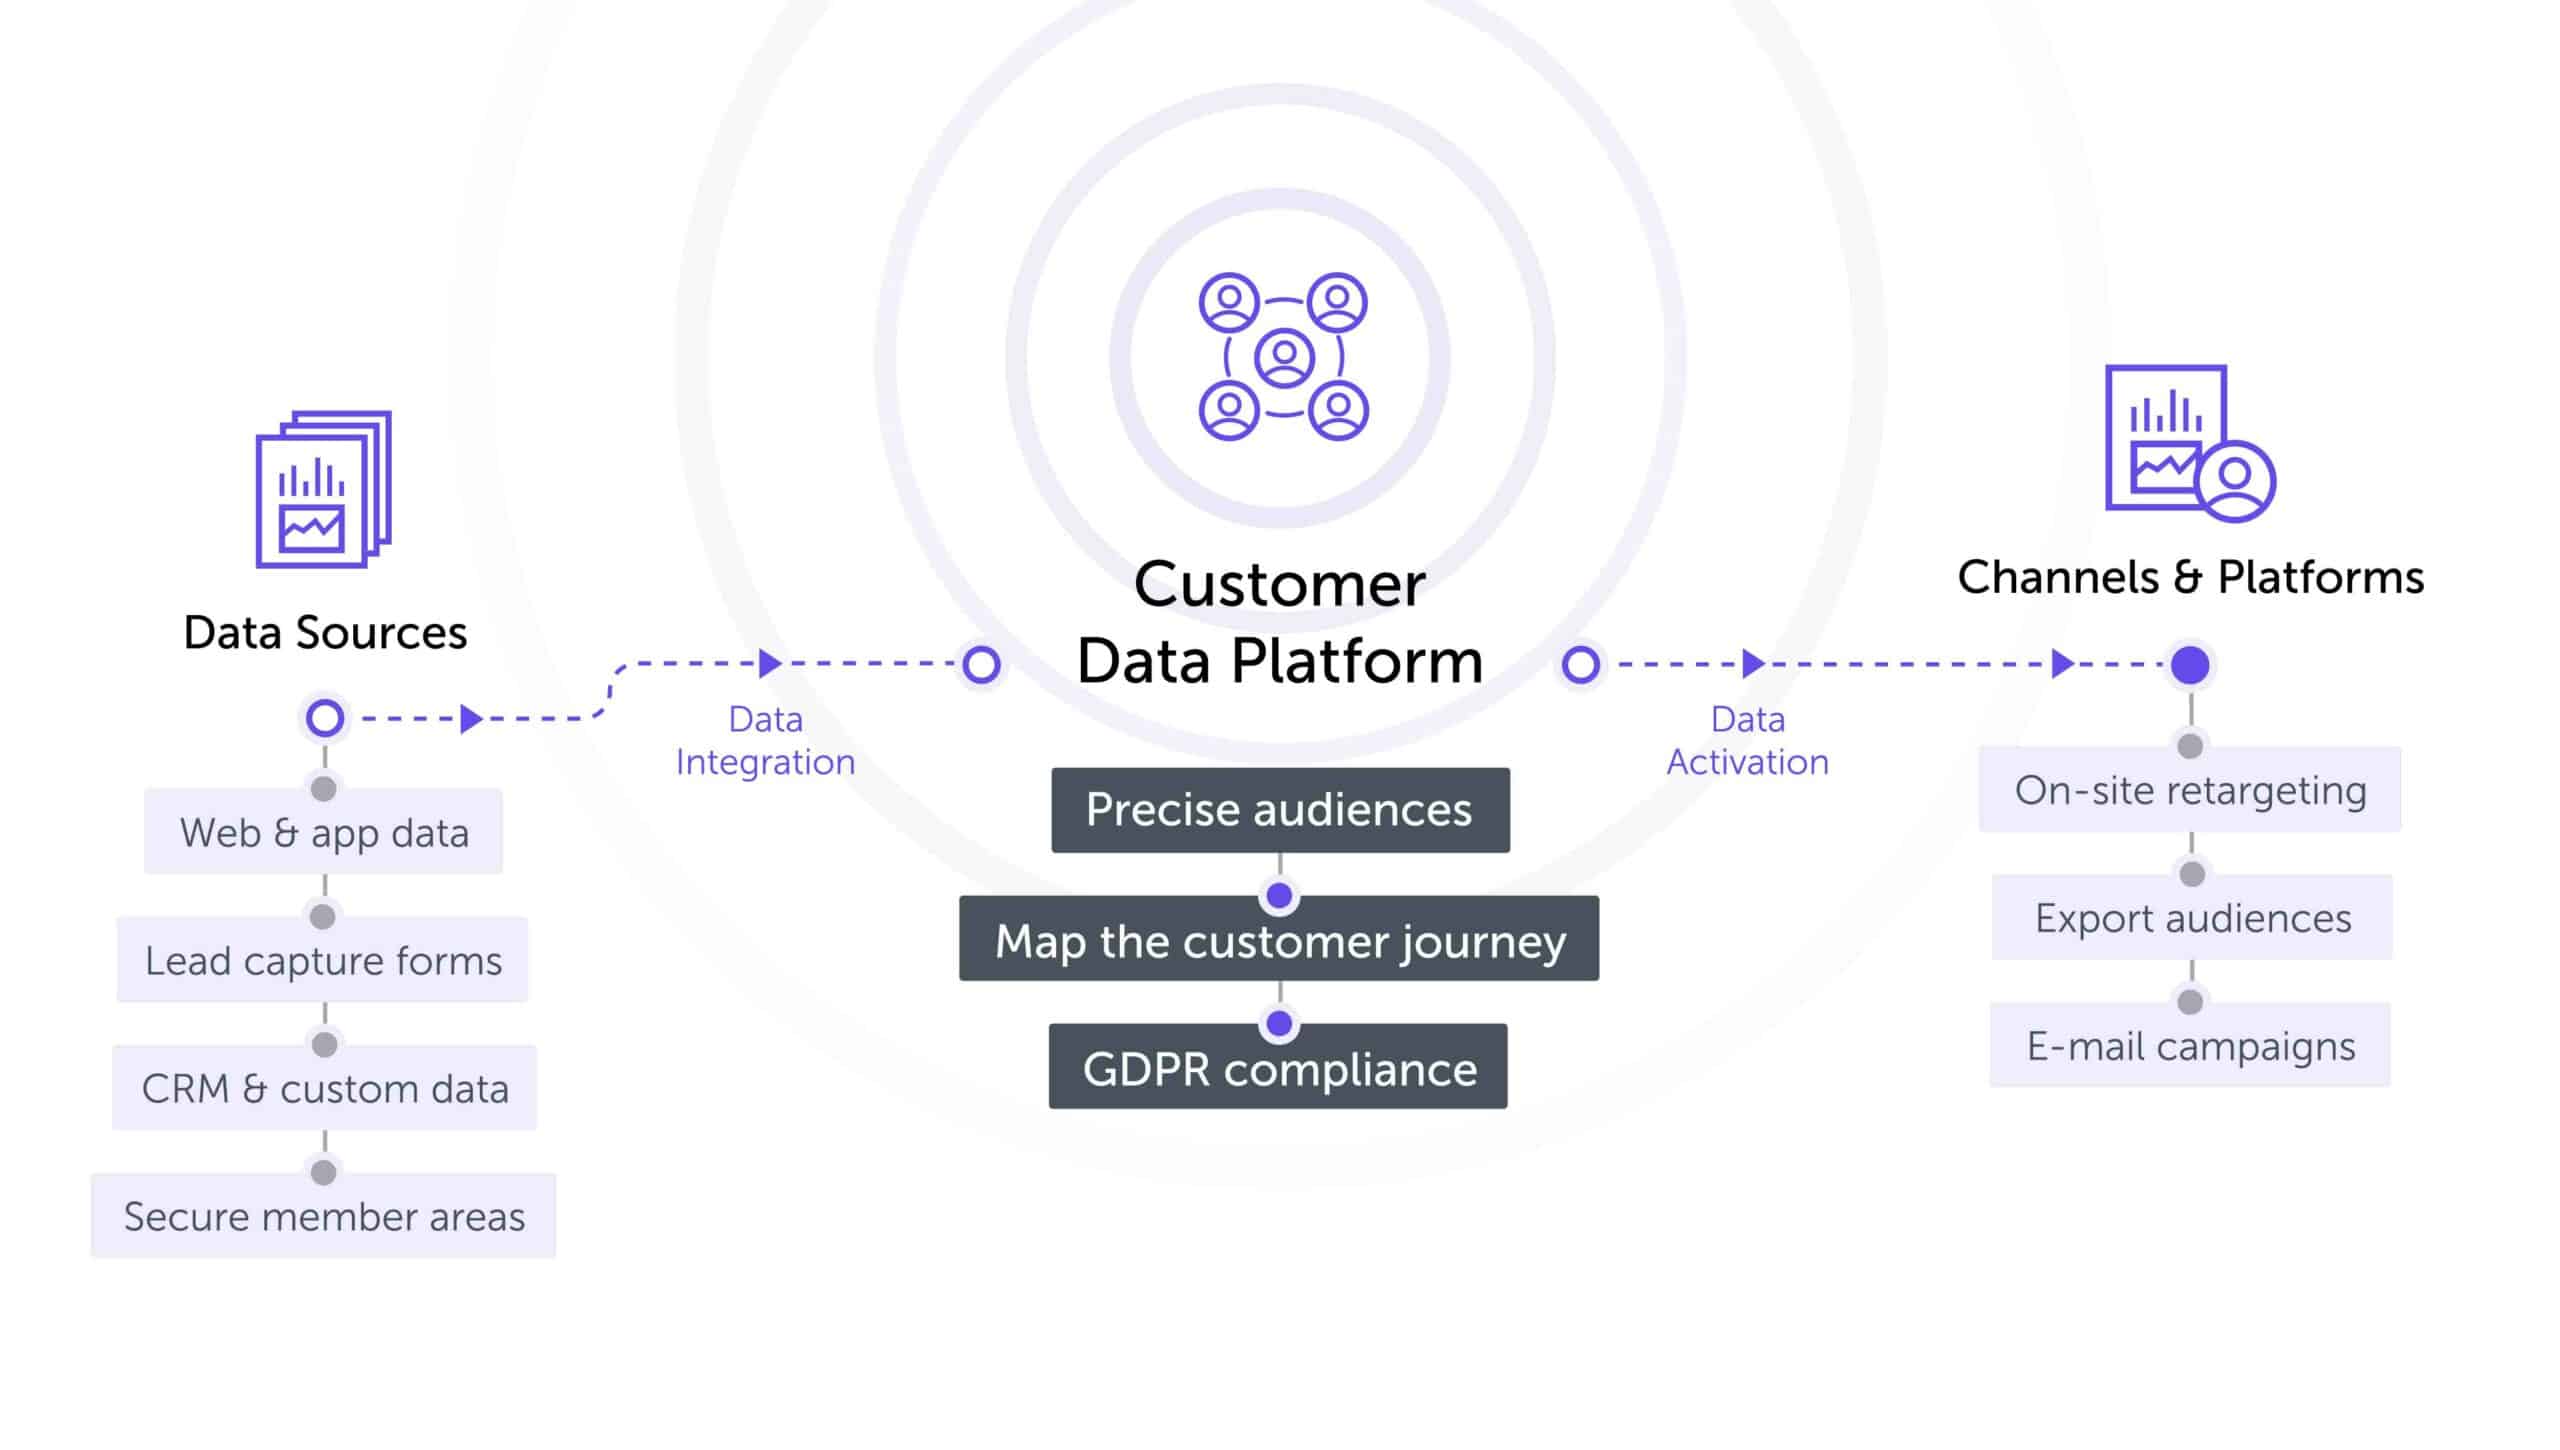 Data Sources
Web & app data
Lead capture forms
CRM & custom data
Secure member areas
Data
Integration
Customer
Data Platform
Precise audiences
Map the customer journey
GDPR compliance
Data
Activation
Channels & Platforms
On-site retargeting
Export audiences
E-mail campaigns